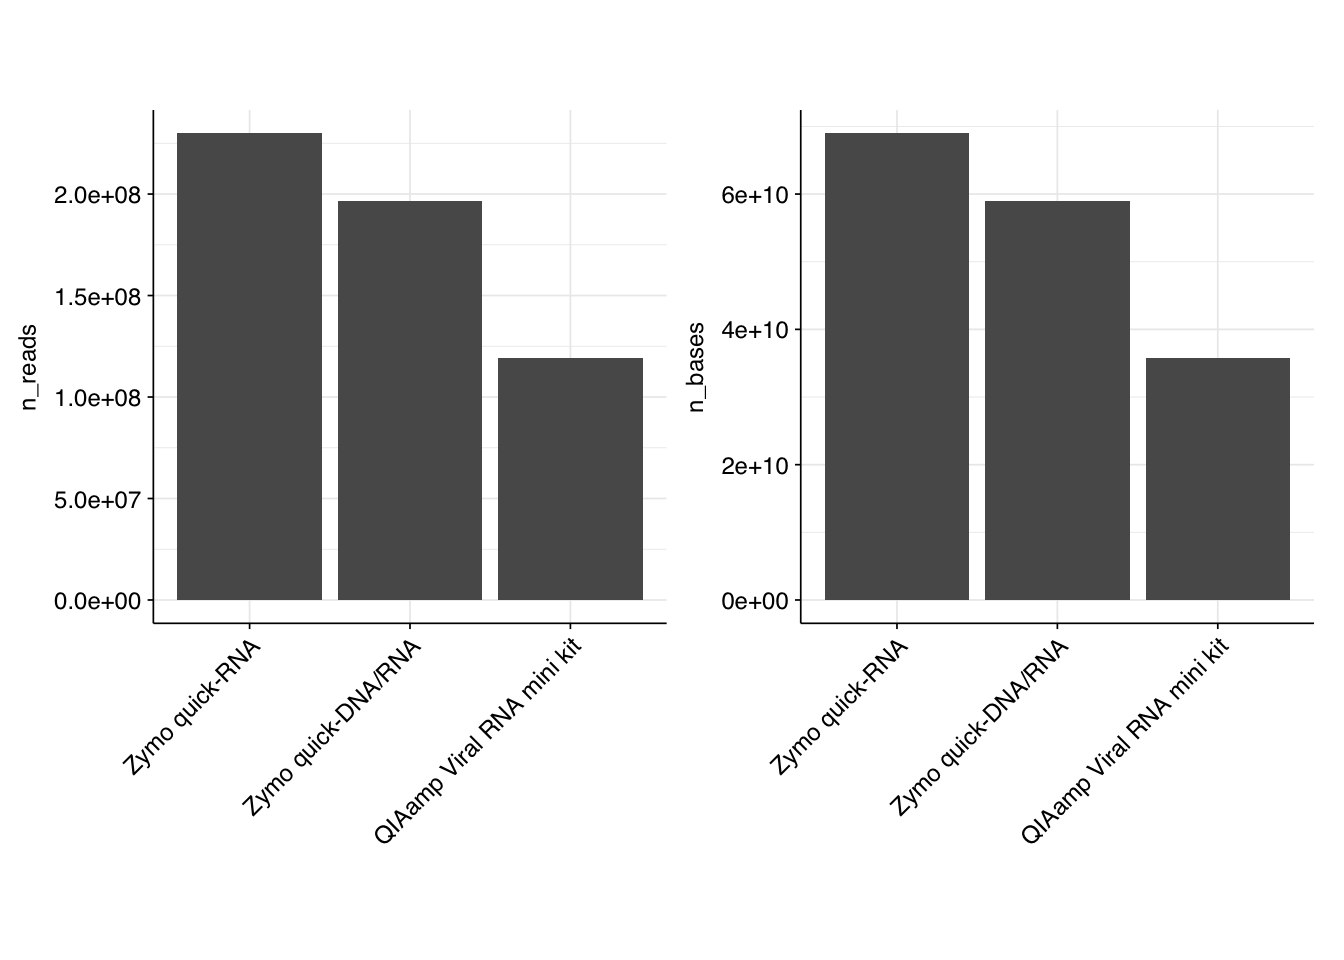 n_reads
2.0e+08
1.5e+08
1.0e+08
5.0e+07
0.0e+00
Zymo quick-RNA
Zymo quick-DNA/RNA
QIAamp Viral RNA mini kit
n_bases
6e+10
4e+10
2e+10
0e+00
Zymo quick-RNA
Zymo quick-DNA/RNA
QIAamp Viral RNA mini kit